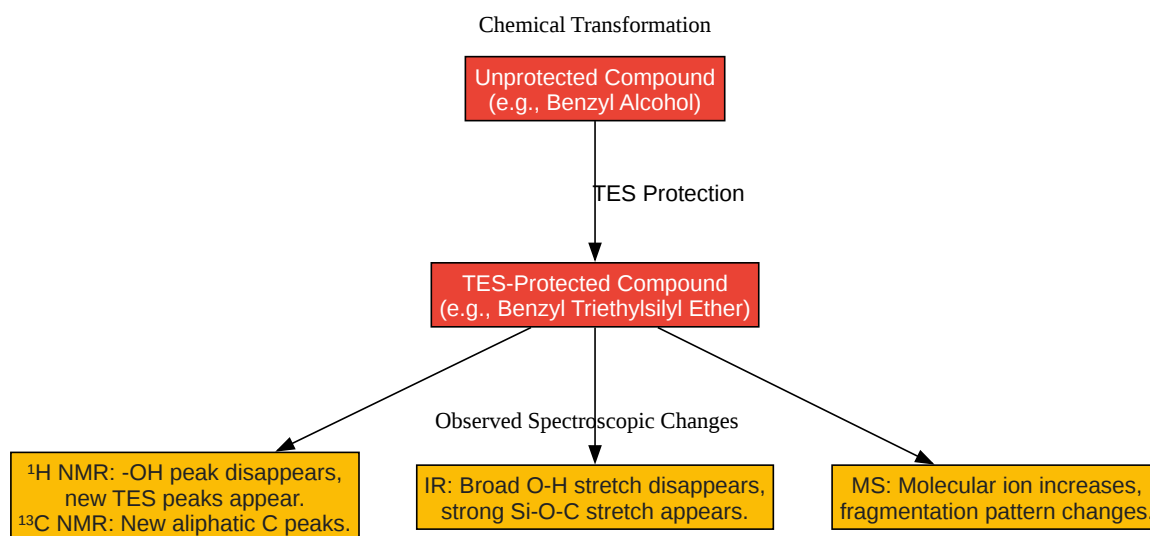 Chemical Transformation
Unprotected Compound
(e.g., Benzyl Alcohol)
TES Protection
TES-Protected Compound
(e.g., Benzyl Triethylsilyl Ether)
Observed Spectroscopic Changes
¹H NMR: -OH peak disappears,
new TES peaks appear.
¹³C NMR: New aliphatic C peaks.
IR: Broad O-H stretch disappears,
strong Si-O-C stretch appears.
MS: Molecular ion increases,
fragmentation pattern changes.